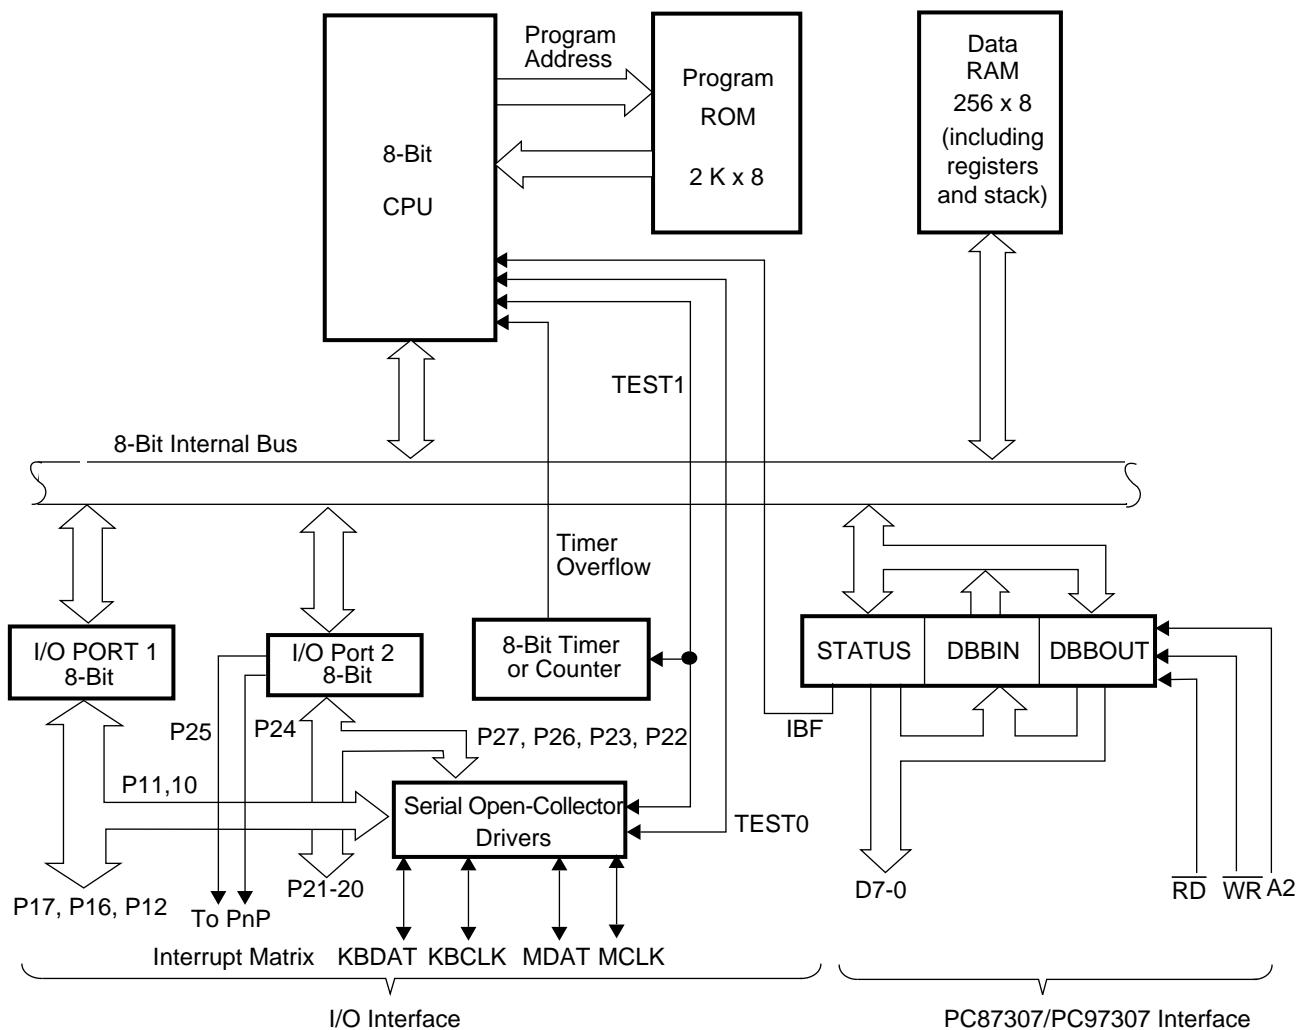 Program
Address
8-Bit
CPU
Program
ROM
2 K x 8
Data
RAM
256 x 8
(including
registers
and stack)
TEST1
8-Bit Internal Bus
Timer
Overflow
I/O PORT 1
8-Bit
I/O Port 2
8-Bit
8-Bit Timer
or Counter
STATUS
DBBIN
DBBOUT
P25
P24
P27, P26, P23, P22
IBF
P11,10
Serial Open-Collector
Drivers
TEST0
P17, P16, P12
To PnP
Interrupt Matrix
P21-20
KBDAT
KBCLK
MDAT
MCLK
D7-0
RD
WR
A2
I/O Interface
PC87307/PC97307 Interface